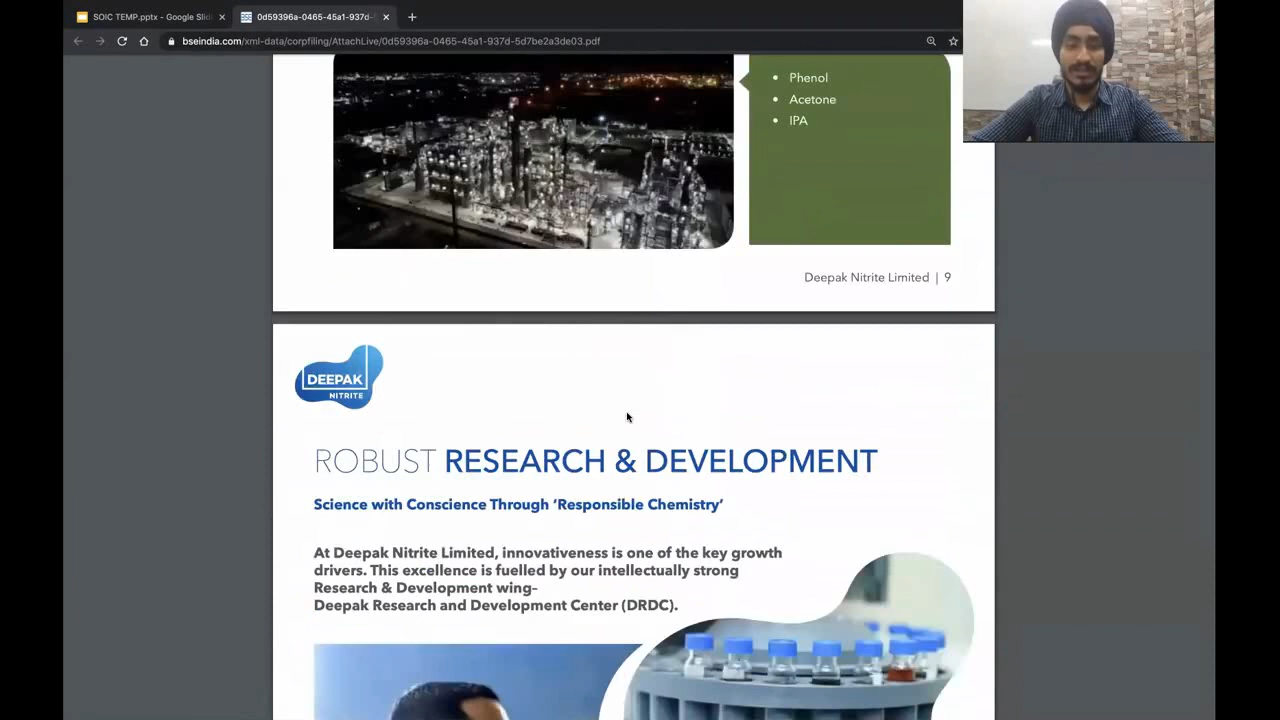 SOIC TEMP.pptx - Google Slid
0d59396a-0465-45a1-937d-
bseindia.com/xml-data/corpfiling/AttachLive/0d59396a-0465-45a1-937d-5d7be2a3de03.pdf
• Phenol
• Acetone
• IPA
Deepak Nitrite Limited | 9
DEEPAK
NITRITE
ROBUST RESEARCH & DEVELOPMENT
Science with Conscience Through ‘Responsible Chemistry’
At Deepak Nitrite Limited, innovativeness is one of the key growth
drivers. This excellence is fuelled by our intellectually strong
Research & Development wing–
Deepak Research and Development Center (DRDC).